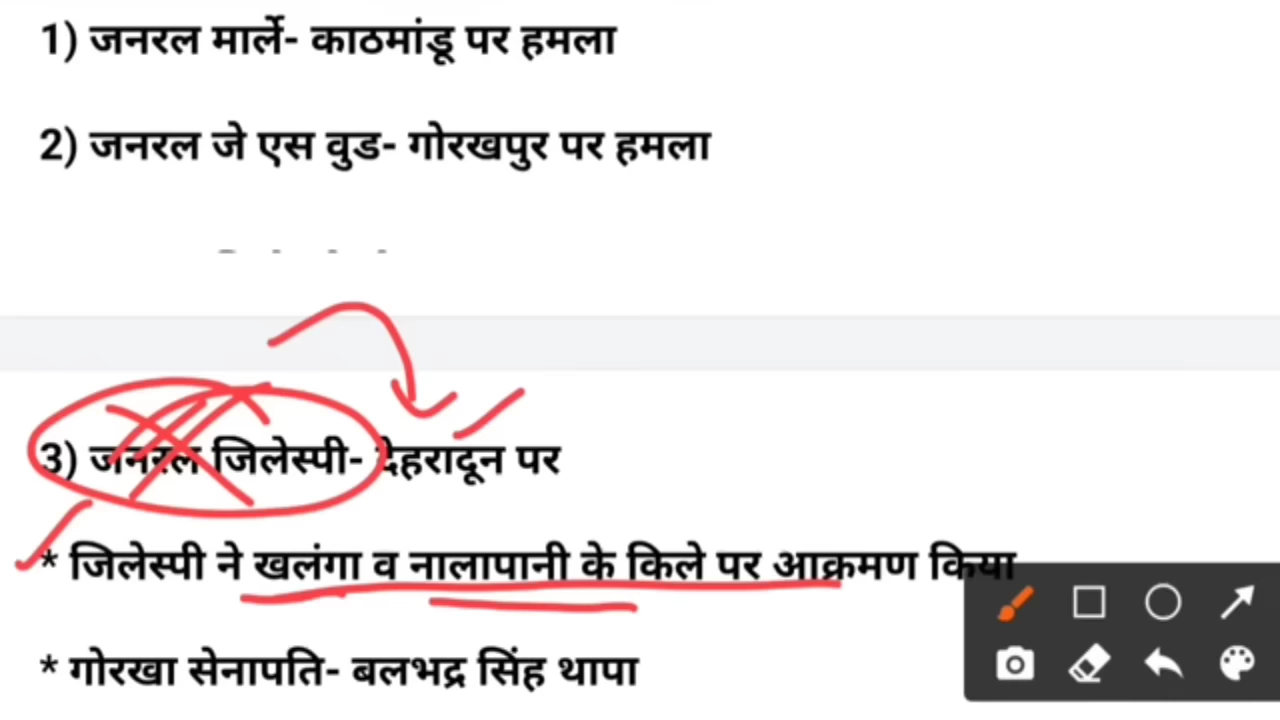 1) जनरल मार्ले- काठमांडू पर हमला
2) जनरल जे एस वुड- गोरखपुर पर हमला
3) जनरल जिलेस्पी- देहरादून पर
* जिलेस्पी ने खलंगा व नालापानी के किले पर आक्रमण किया
* गोरखा सेनापति- बलभद्र सिंह थापा